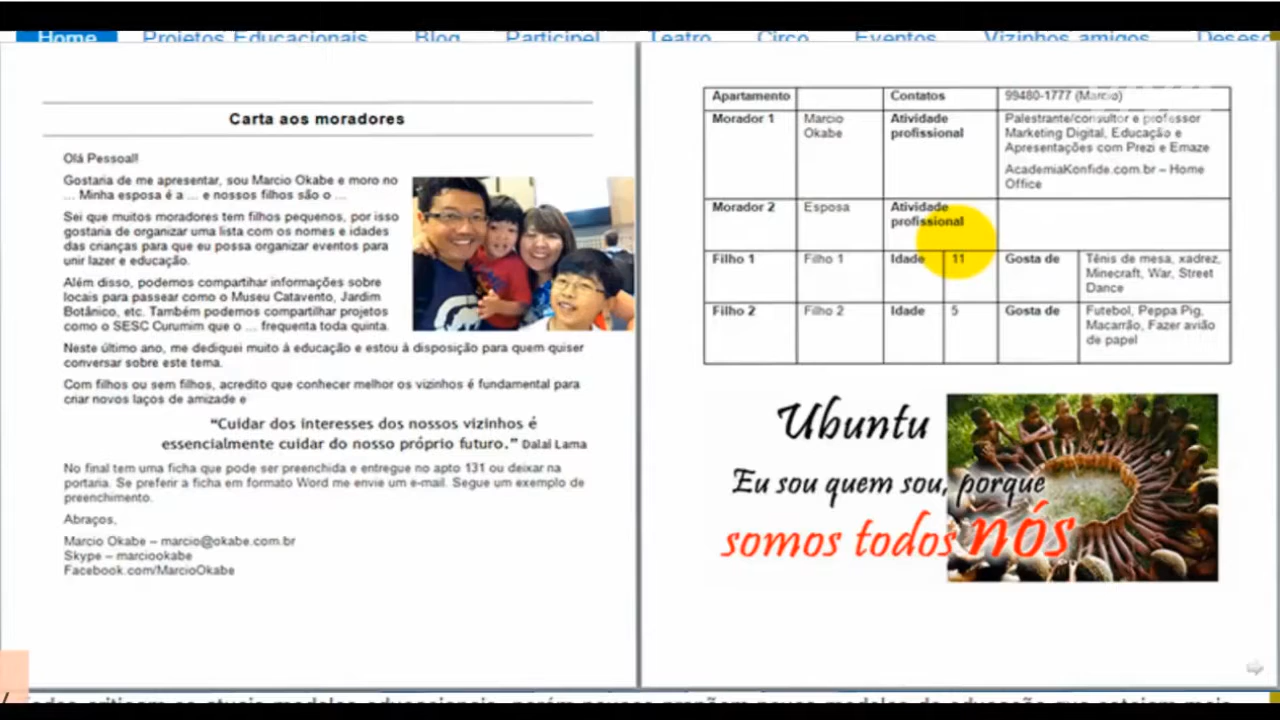 Home Projetos Educacionais Blog Participe! Teatro Circo Eventos Vizinhos amigos
Carta aos moradores
Olá Pessoal!
Gostaria de me apresentar, sou Marcio Okabe e moro no
... Minha esposa é a ... e nossos filhos são o ...
Sei que muitos moradores tem filhos pequenos, por isso
gostaria de organizar uma lista com os nomes e idades
das crianças para que eu possa organizar eventos para
unir lazer e educação.
Além disso, podemos compartihar informações sobre
locais para passear como o Museu Catavento, Jardim
Botânico, etc. Também podemos compartilhar projetos
como o SESC Curumim que o ... frequenta toda quinta.
Neste último ano, me dediquei muito à educação e estou à disposição para quem quiser
conversar sobre este tema.
Com filhos ou sem filhos, acredito que conhecer melhor os vizinhos é fundamental para
criar novos laços de amizade e
“Cuidar dos interesses dos nossos vizinhos é
essencialmente cuidar do nosso próprio futuro.” Dalai Lama
No final tem uma ficha que pode ser preenchida e entregue no apto 131 ou deixar na
portaria. Se preferir a ficha em formato Word me envie um e-mail. Segue um exemplo de
preenchimento.
Abraços,
Marcio Okabe – marcio@okabe.com.br
Skype – marciookabe
Facebook.com/MarcioOkabe
Apartamento Contatos 99480-1777 (Marcio)
Morador 1 Marcio Atividade Palestrante/consultor e professor
Okabe profissional Marketing Digital, Educação e
Apresentações com Prezi e Emaze
AcademiaKonfide.com.br – Home
Office
Morador 2 Esposa Atividade
profissional
Filho 1 Filho 1 Idade 11 Gosta de Tênis de mesa, xadrez,
Minecraft, War, Street
Dance
Filho 2 Filho 2 Idade 5 Gosta de Futebol, Peppa Pig,
Macarrão, Fazer avião
de papel
Ubuntu
Eu sou quem sou, porque
somos todos nós